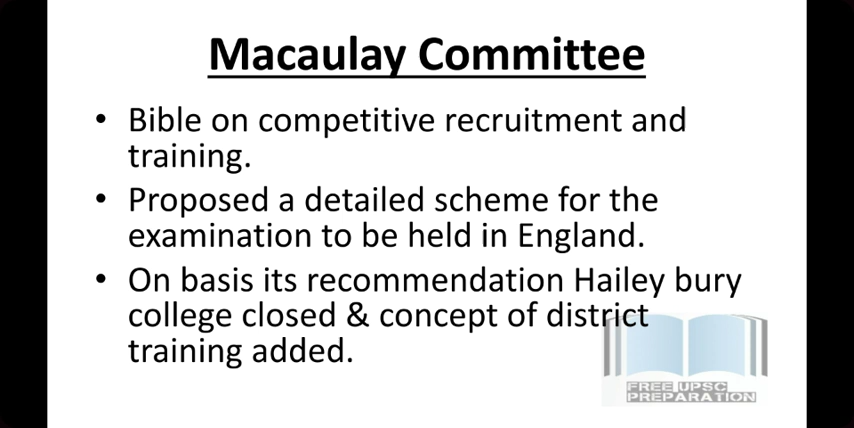 Macaulay Committee
• Bible on competitive recruitment and
training.
• Proposed a detailed scheme for the
examination to be held in England.
• On basis its recommendation Hailey bury
college closed & concept of district
training added.
FREE UPSC
PREPARATION